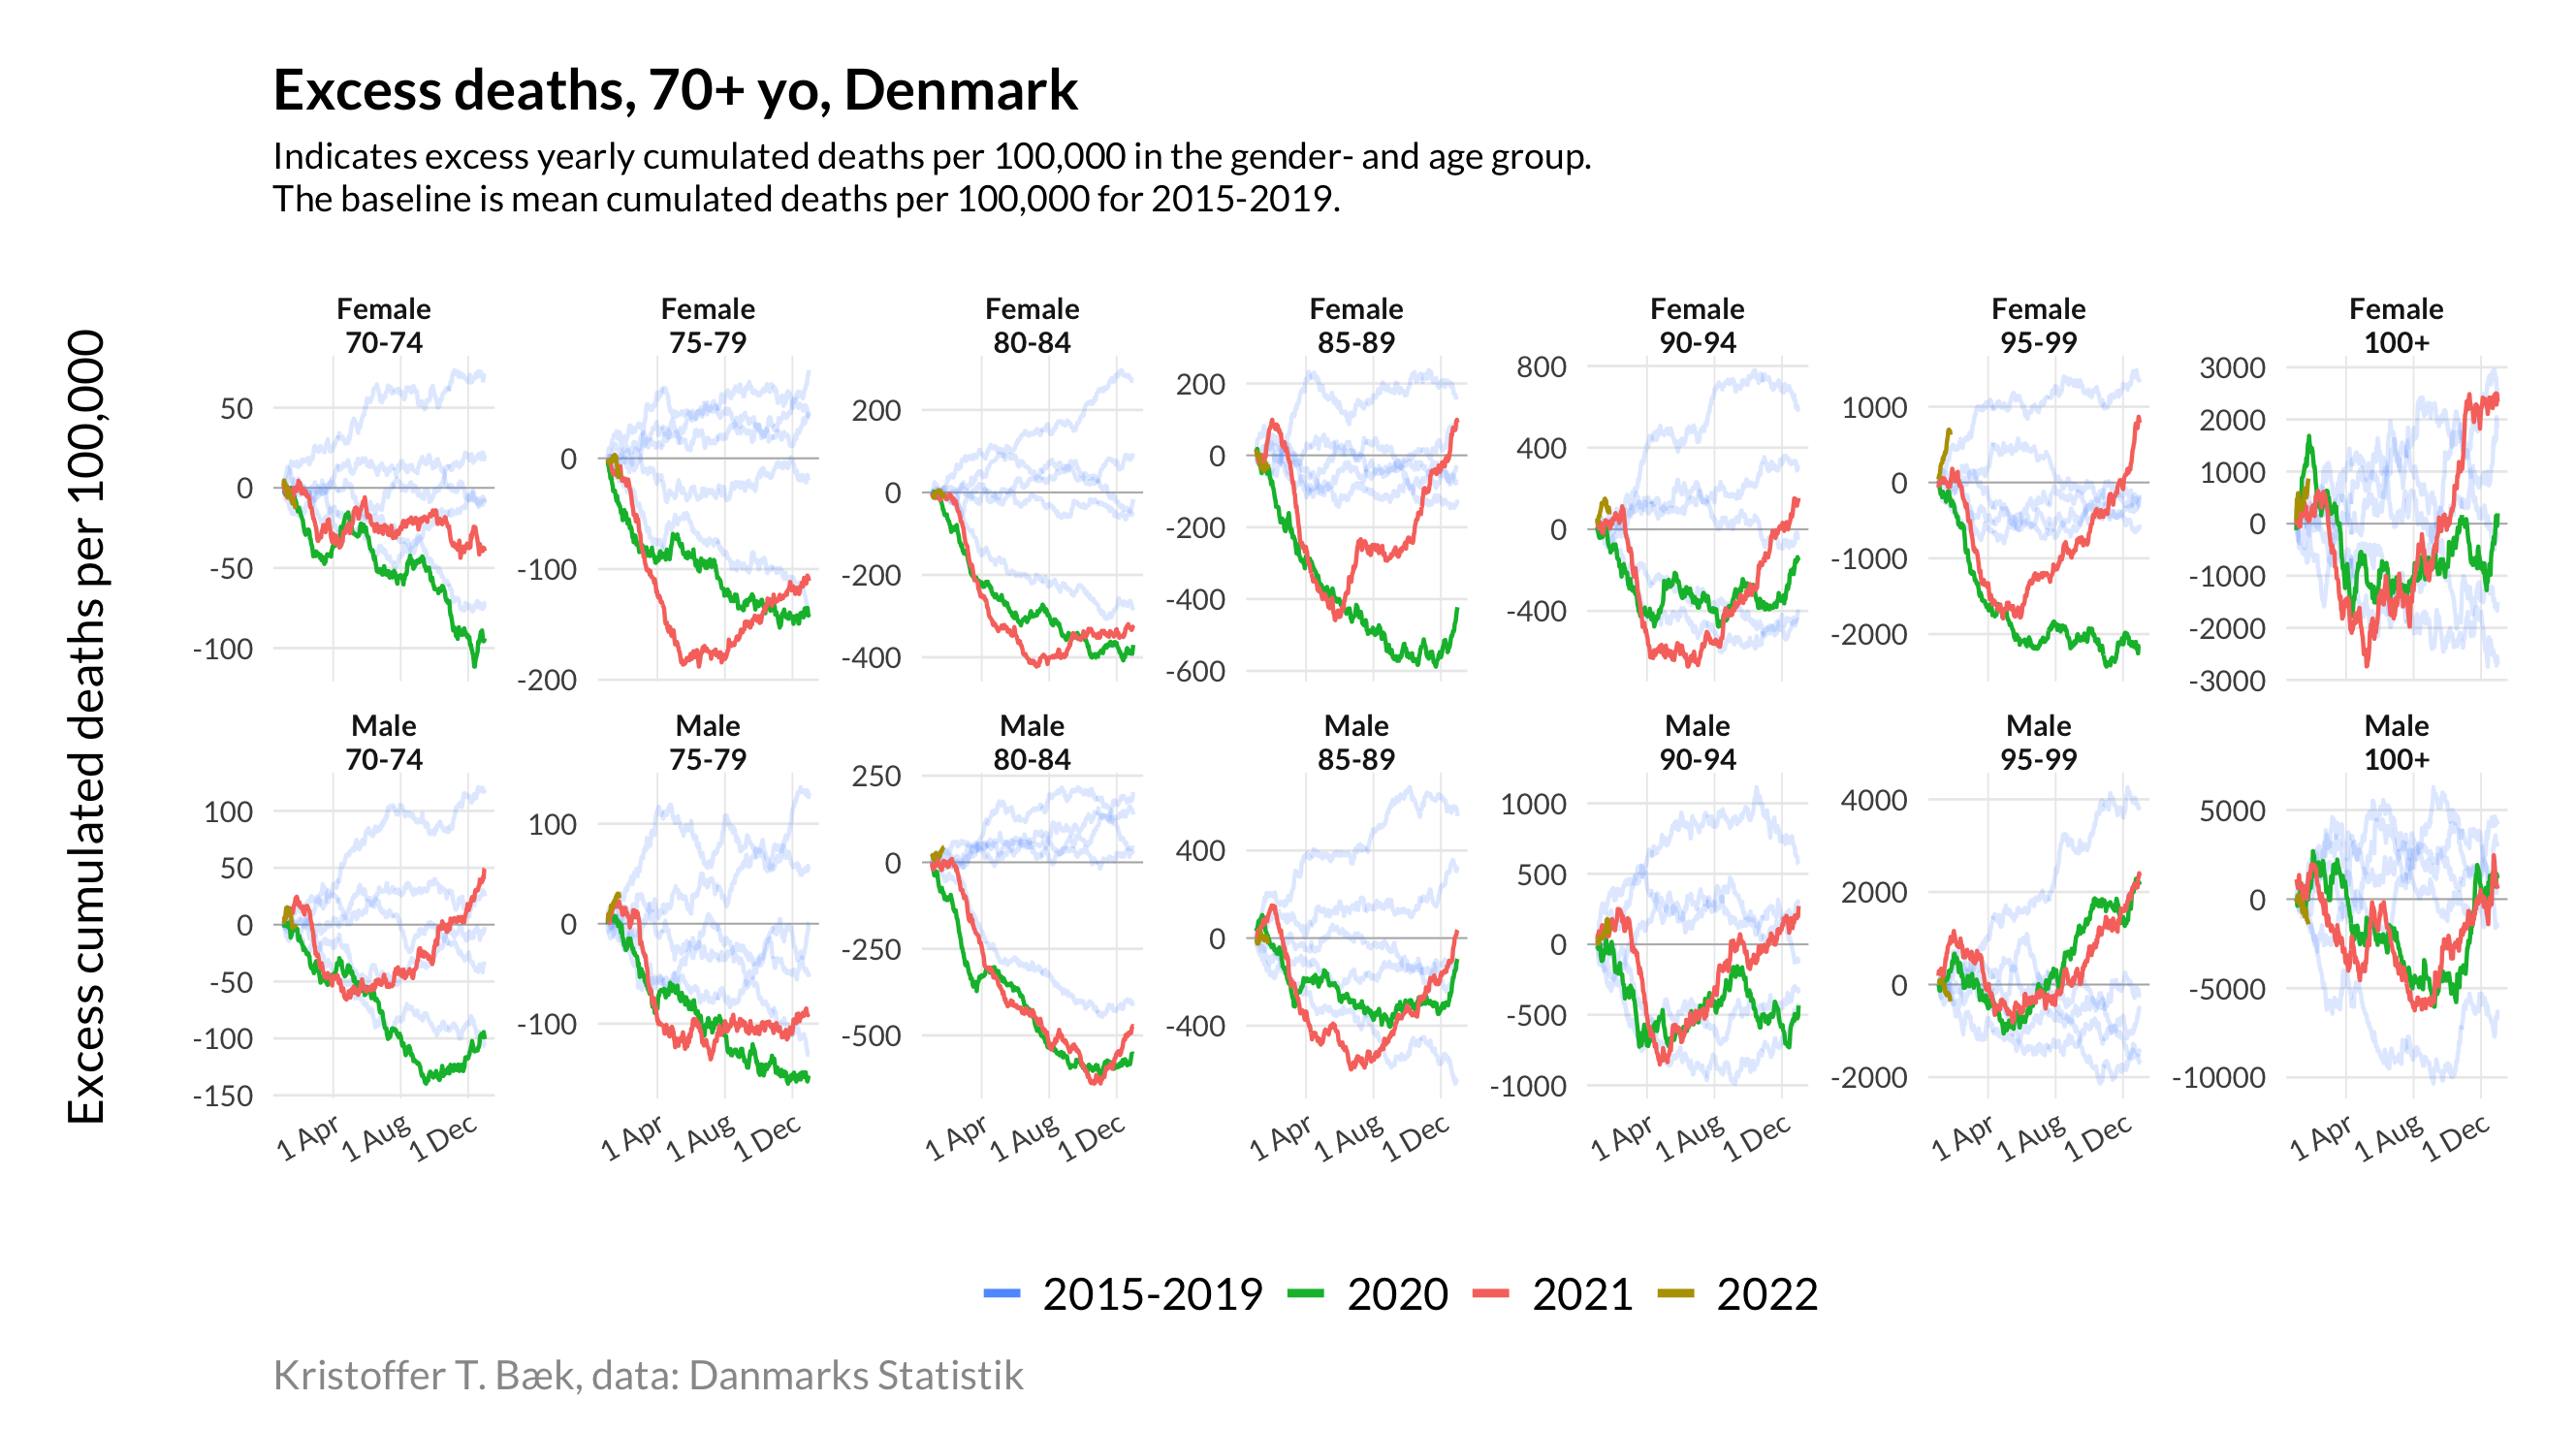 Excess deaths, 70+ yo, Denmark
Indicates excess yearly cumulated deaths per 100,000 in the gender- and age group.
The baseline is mean cumulated deaths per 100,000 for 2015-2019.
Excess cumulated deaths per 100,000
Female
70-74
50
0
-50
-100
Female
75-79
0
-100
-200
Female
80-84
200
0
-200
-400
Female
85-89
200
0
-200
-400
-600
Female
90-94
800
400
0
-400
Female
95-99
1000
0
-1000
-2000
Female
100+
3000
2000
1000
0
-1000
-2000
-3000
Male
70-74
100
50
0
-50
-100
-150
1 Apr
1 Aug
1 Dec
Male
75-79
100
0
-100
1 Apr
1 Aug
1 Dec
Male
80-84
250
0
-250
-500
1 Apr
1 Aug
1 Dec
Male
85-89
400
0
-400
1 Apr
1 Aug
1 Dec
Male
90-94
1000
500
0
-500
-1000
1 Apr
1 Aug
1 Dec
Male
95-99
4000
2000
0
-2000
1 Apr
1 Aug
1 Dec
Male
100+
5000
0
-5000
-10000
1 Apr
1 Aug
1 Dec
2015-2019 2020 2021 2022
Kristoffer T. Bæk, data: Danmarks Statistik